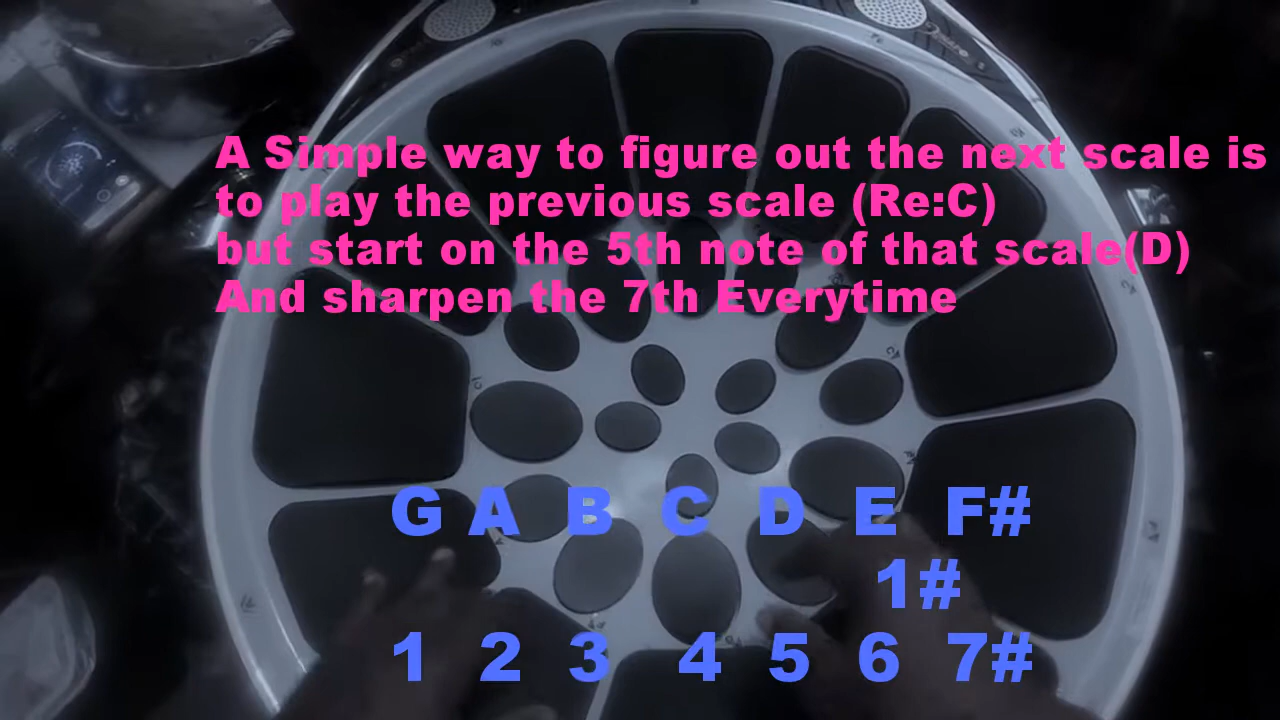 A Simple way to figure out the next scale is
to play the previous scale (Re:C)
but start on the 5th note of that scale(D)
And sharpen the 7th Everytime
G A B C D E F#
1#
1 2 3 4 5 6 7#